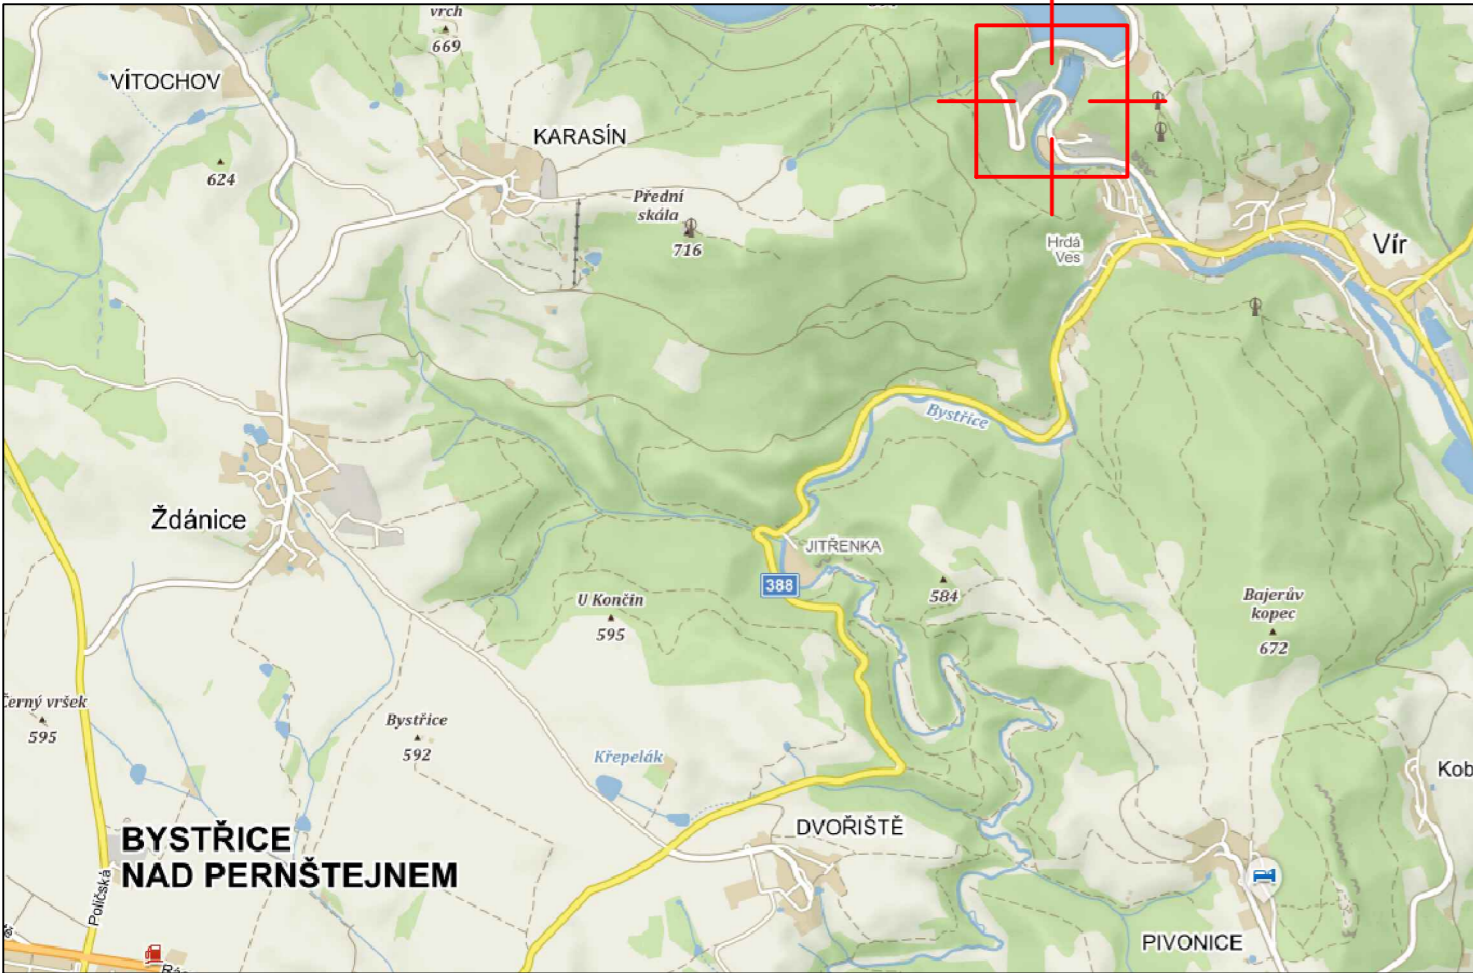 vrch
669
VÍTOCHOV
KARASÍN
624
Přední
skála
716
Hrdá
Ves
Vír
Bystřice
Ždánice
JITŘENKA
388
584
U Končin
595
Bajerův
kopec
672
Černý vršek
595
Bystřice
592
Křepelák
Kob
DVOŘIŠTĚ
BYSTŘICE
NAD PERNŠTEJNEM
Poličská
PIVONICE